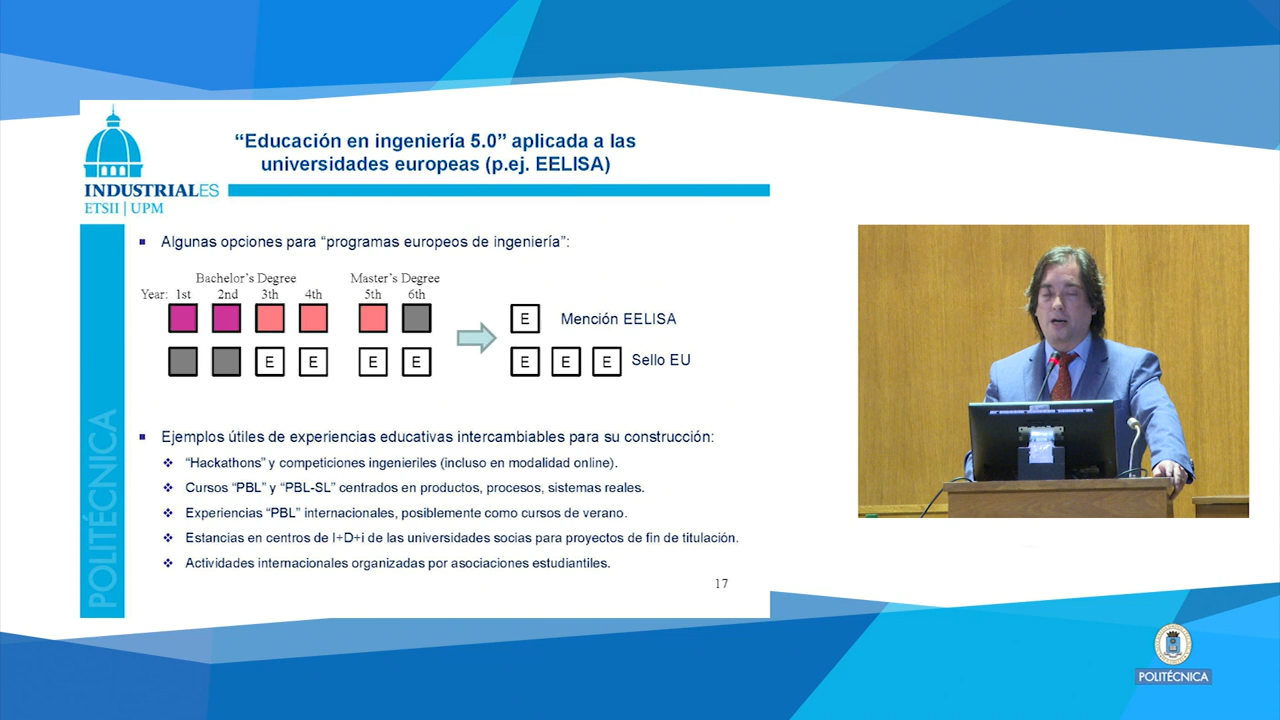 “Educación en ingeniería 5.0” aplicada a las
universidades europeas (p.ej. EELISA)
INDUSTRIALES
ETSII | UPM
Algunas opciones para “programas europeos de ingeniería”:
Bachelor’s Degree Master’s Degree
Year: 1st 2nd 3th 4th 5th 6th
E Mención EELISA
E E E E E E E Sello EU
Ejemplos útiles de experiencias educativas intercambiables para su construcción:
“Hackathons” y competiciones ingenieriles (incluso en modalidad online).
Cursos “PBL” y “PBL-SL” centrados en productos, procesos, sistemas reales.
Experiencias “PBL” internacionales, posiblemente como cursos de verano.
Estancias en centros de I+D+i de las universidades socias para proyectos de fin de titulación.
Actividades internacionales organizadas por asociaciones estudiantiles.
17
POLITÉCNICA
POLITÉCNICA